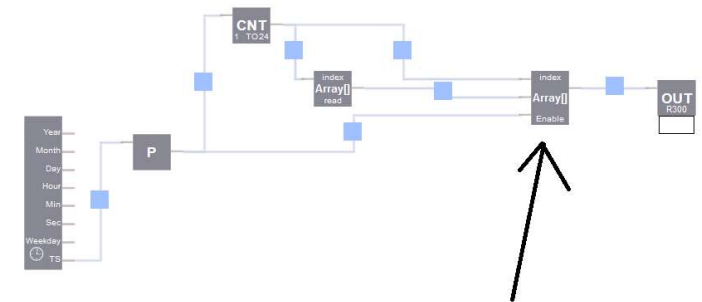 CNT
1 TO24
index
Array[]
read
index
Array[]
Enable
OUT
R300
P
Year
Month
Day
Hour
Min
Sec
Weekday
TS